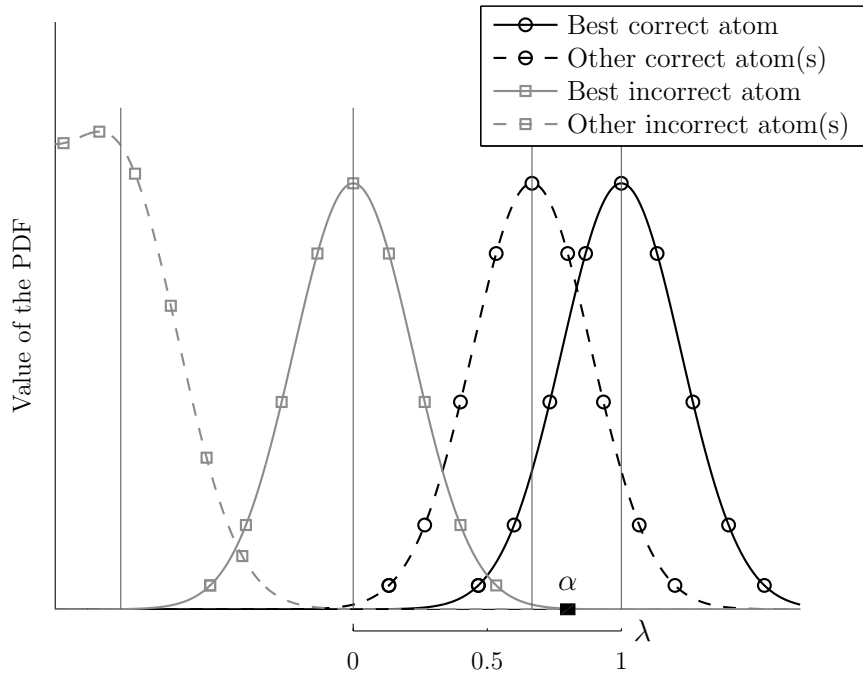 Best correct atom
Other correct atom(s)
Best incorrect atom
Other incorrect atom(s)
Value of the PDF
α
λ
0
0.5
1